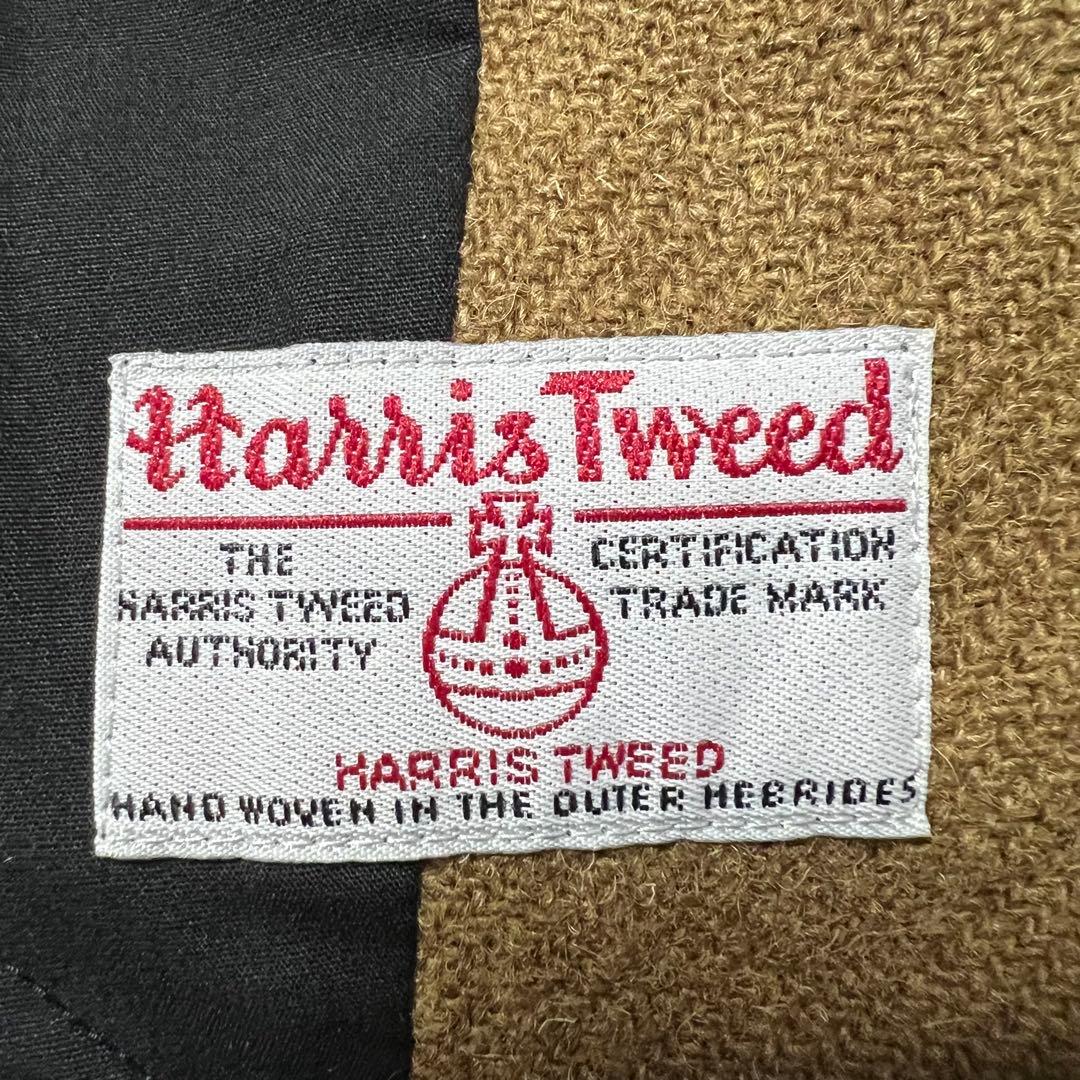 Harris Tweed
THE
HARRIS TWEED
AUTHORITY
CERTIFICATION
TRADE MARK
HARRIS TWEED
HAND WOVEN IN THE OUTER HEBRIDES